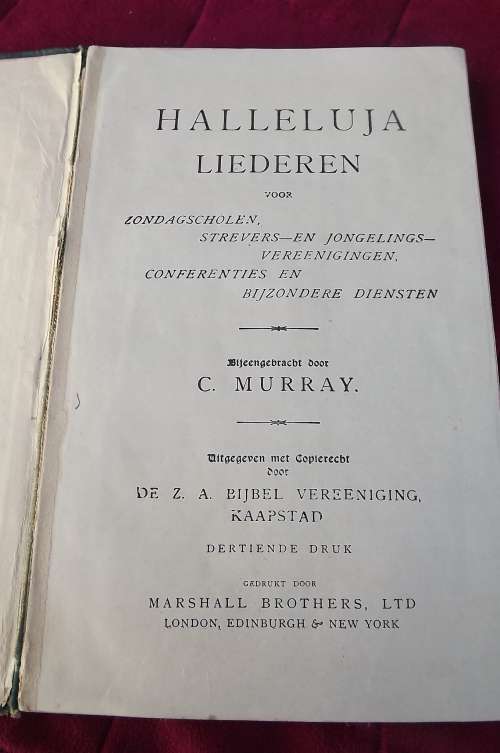 HALLELUJA
LIEDEREN
VOOR
ZONDAGSCHOLEN,
STREVERS—EN JONGELINGS—
VEREENIGINGEN,
CONFERENTIES EN
BIJZONDERE DIENSTEN
Bijeengebracht door
C. MURRAY.
Uitgegeven met Copierecht
door
DE Z. A. BIJBEL VEREENIGING,
KAAPSTAD
DERTIENDE DRUK
GEDRUKT DOOR
MARSHALL BROTHERS, LTD
LONDON, EDINBURGH & NEW YORK